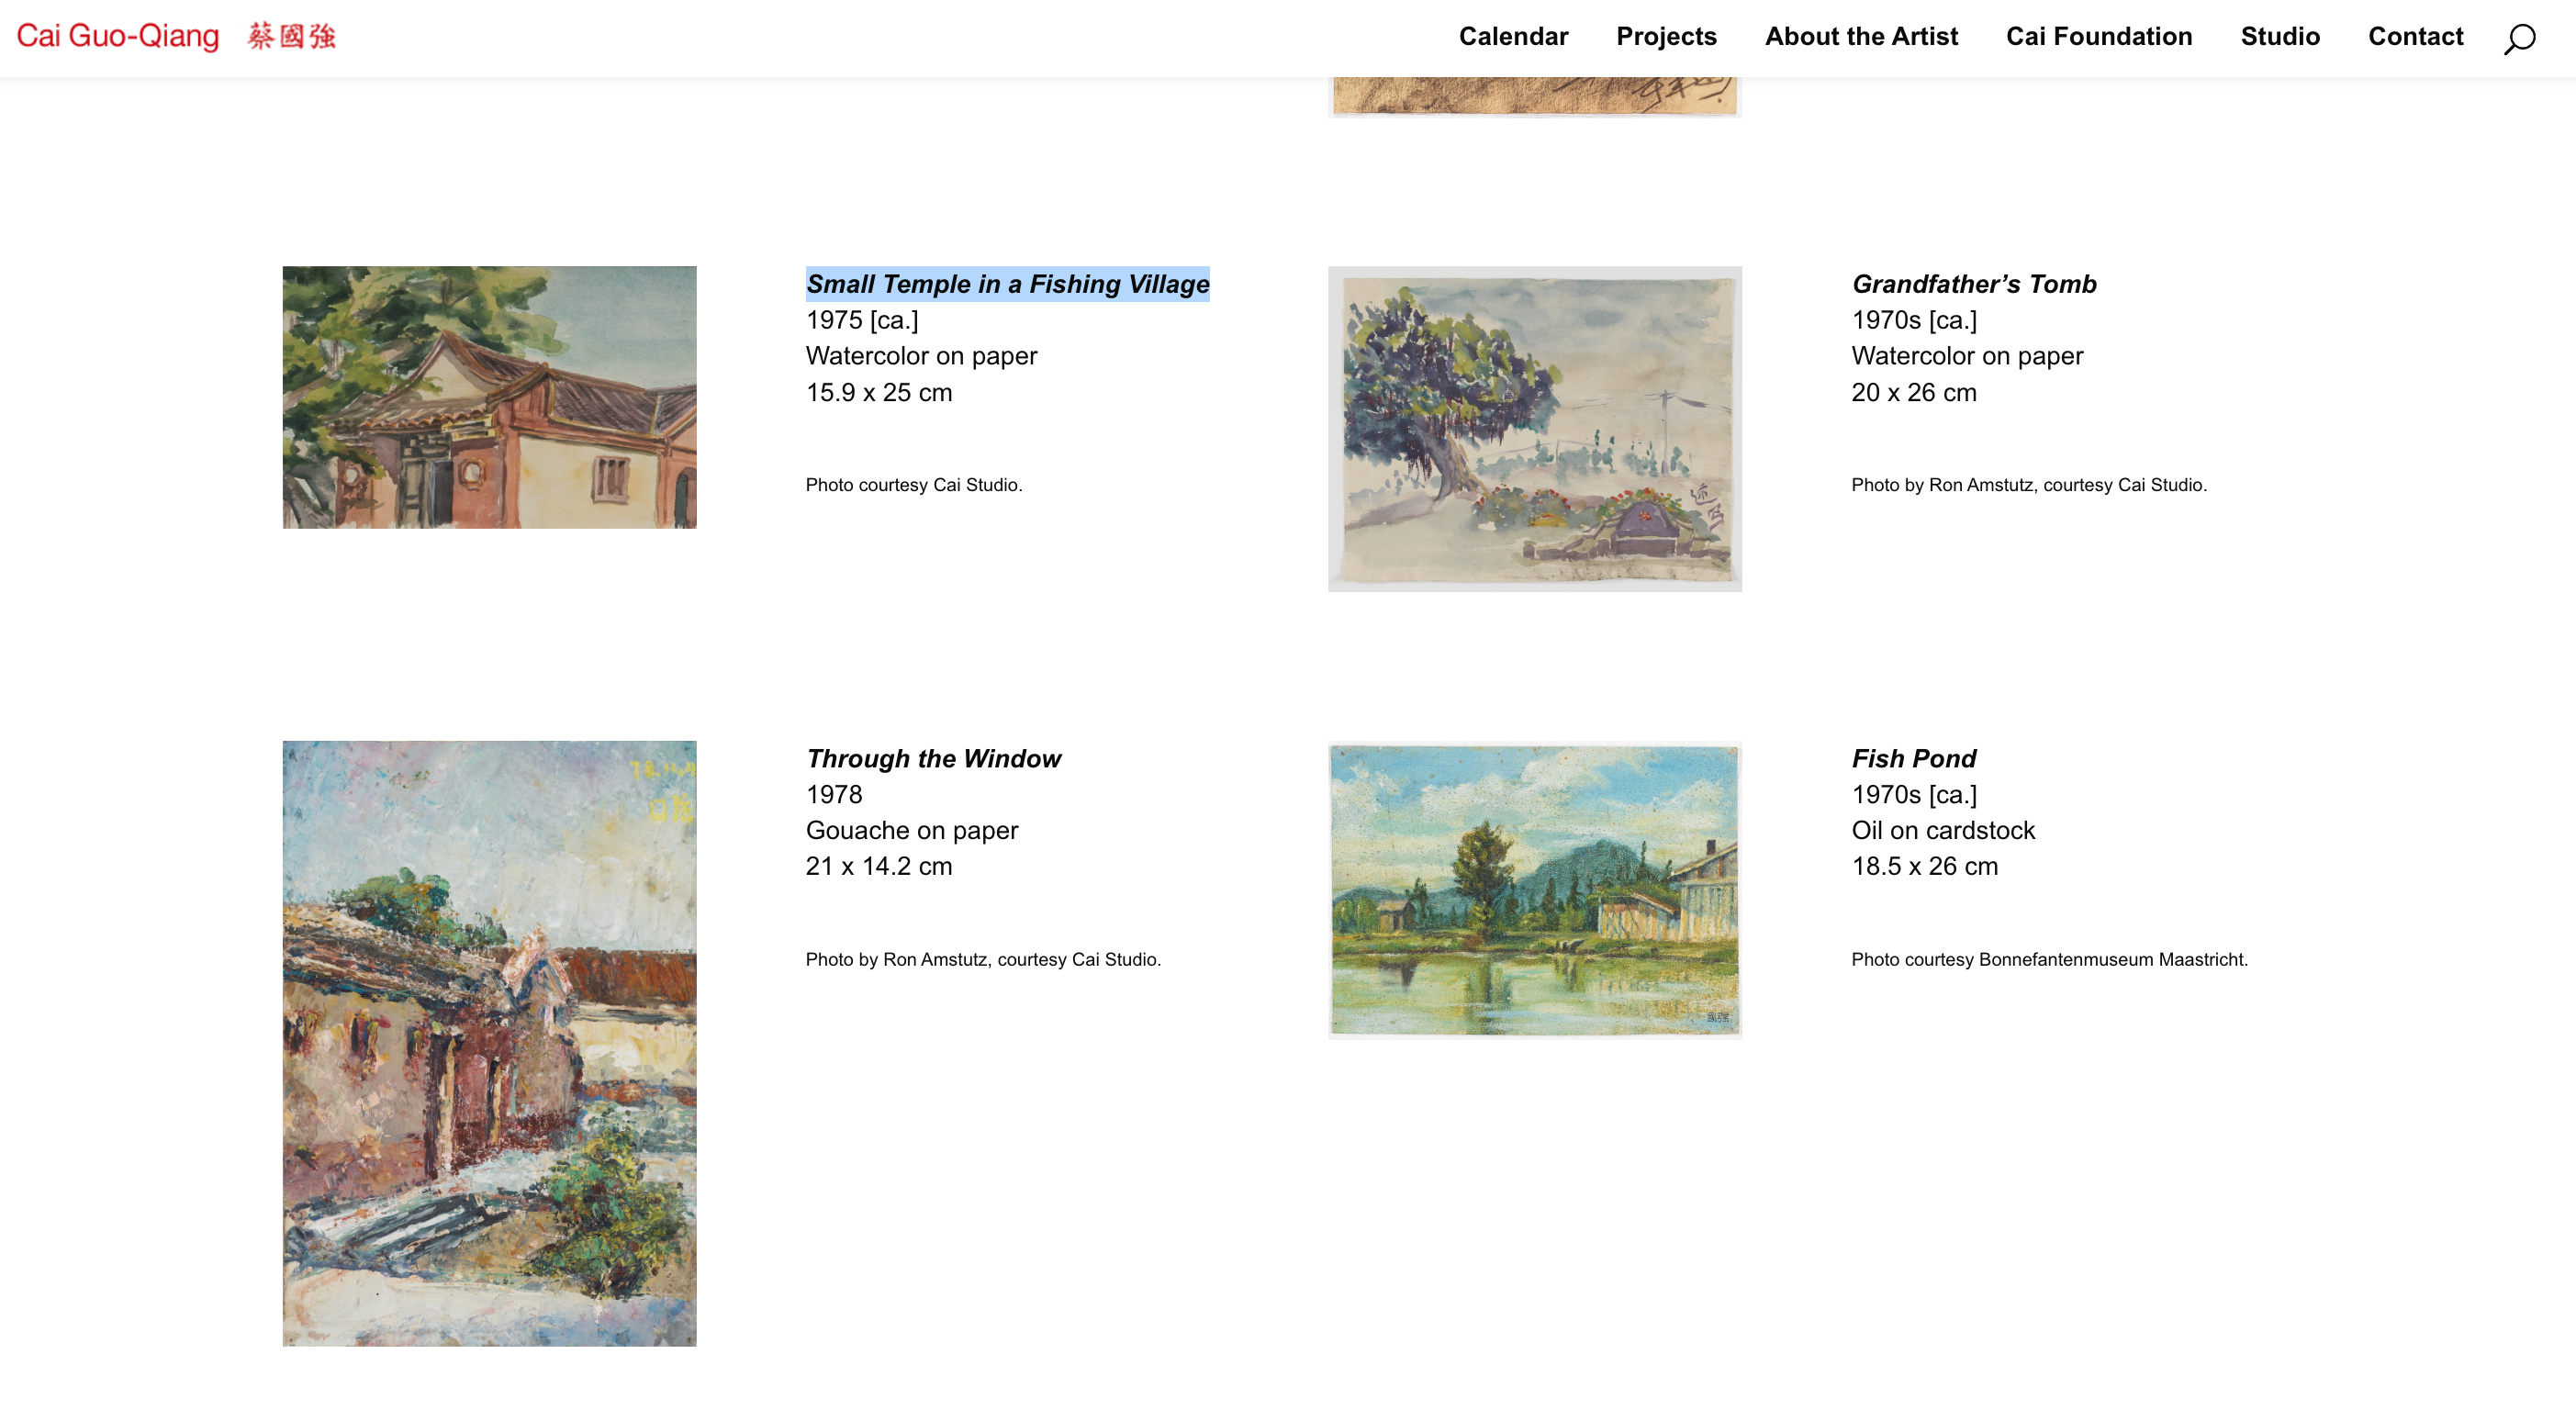 Cai Guo-Qiang 蔡國強
Calendar Projects About the Artist Cai Foundation Studio Contact
Small Temple in a Fishing Village
1975 [ca.]
Watercolor on paper
15.9 x 25 cm
Photo courtesy Cai Studio.
Grandfather’s Tomb
1970s [ca.]
Watercolor on paper
20 x 26 cm
Photo by Ron Amstutz, courtesy Cai Studio.
Through the Window
1978
Gouache on paper
21 x 14.2 cm
Photo by Ron Amstutz, courtesy Cai Studio.
Fish Pond
1970s [ca.]
Oil on cardstock
18.5 x 26 cm
Photo courtesy Bonnefantenmuseum Maastricht.